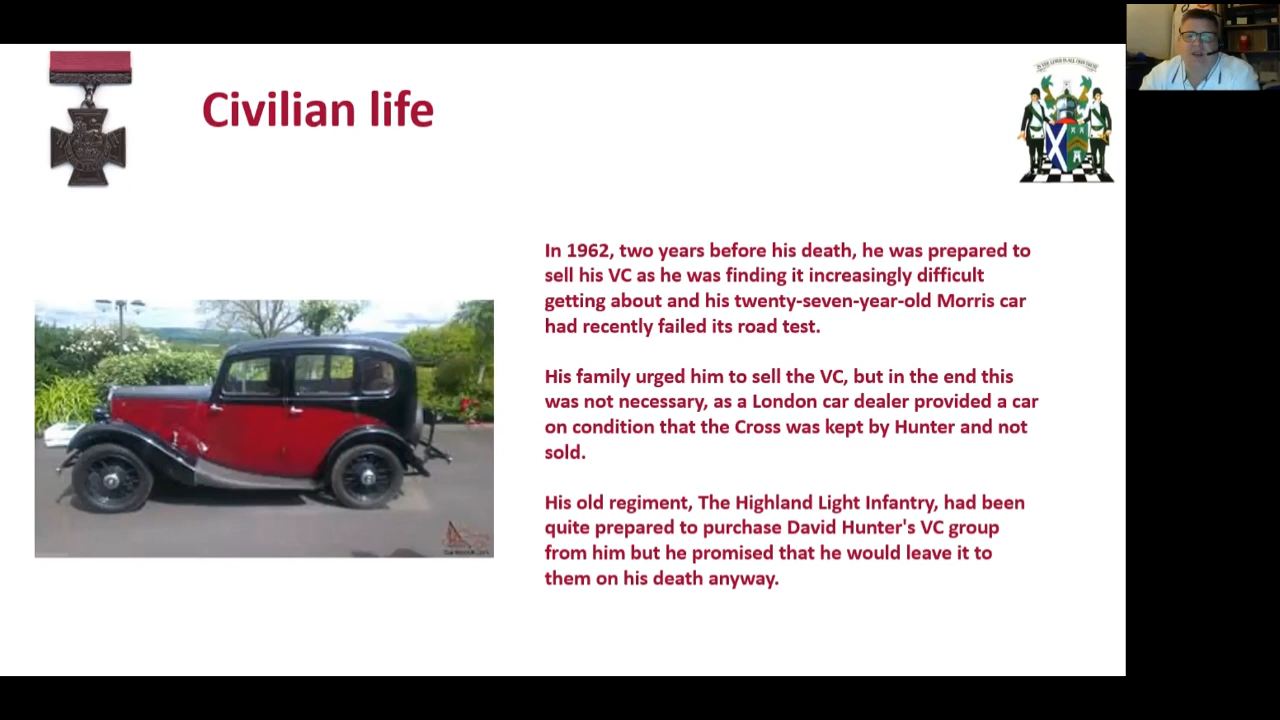 Civilian life
In 1962, two years before his death, he was prepared to
sell his VC as he was finding it increasingly difficult
getting about and his twenty-seven-year-old Morris car
had recently failed its road test.
His family urged him to sell the VC, but in the end this
was not necessary, as a London car dealer provided a car
on condition that the Cross was kept by Hunter and not
sold.
His old regiment, The Highland Light Infantry, had been
quite prepared to purchase David Hunter's VC group
from him but he promised that he would leave it to
them on his death anyway.